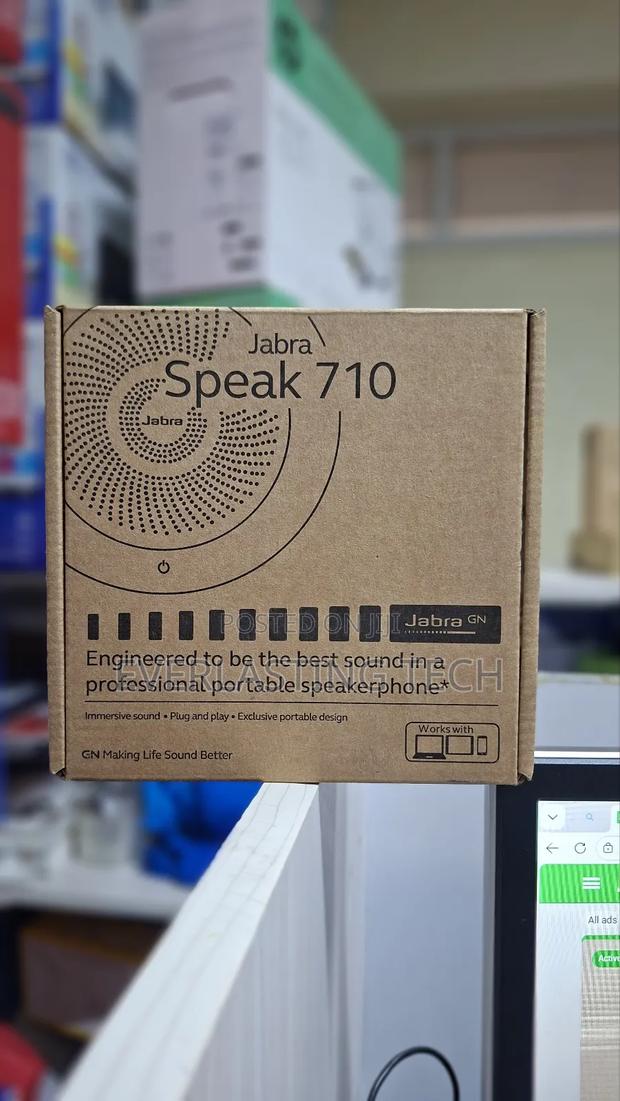 Jabra
Speak 710
Jabra
Jabra GN
POSTED ON JIJI
Engineered to be the best sound in a
EVERLASTING TECH
professional portable speakerphone*
Immersive sound • Plug and play • Exclusive portable design
Works with
GN Making Life Sound Better
All ads
Active